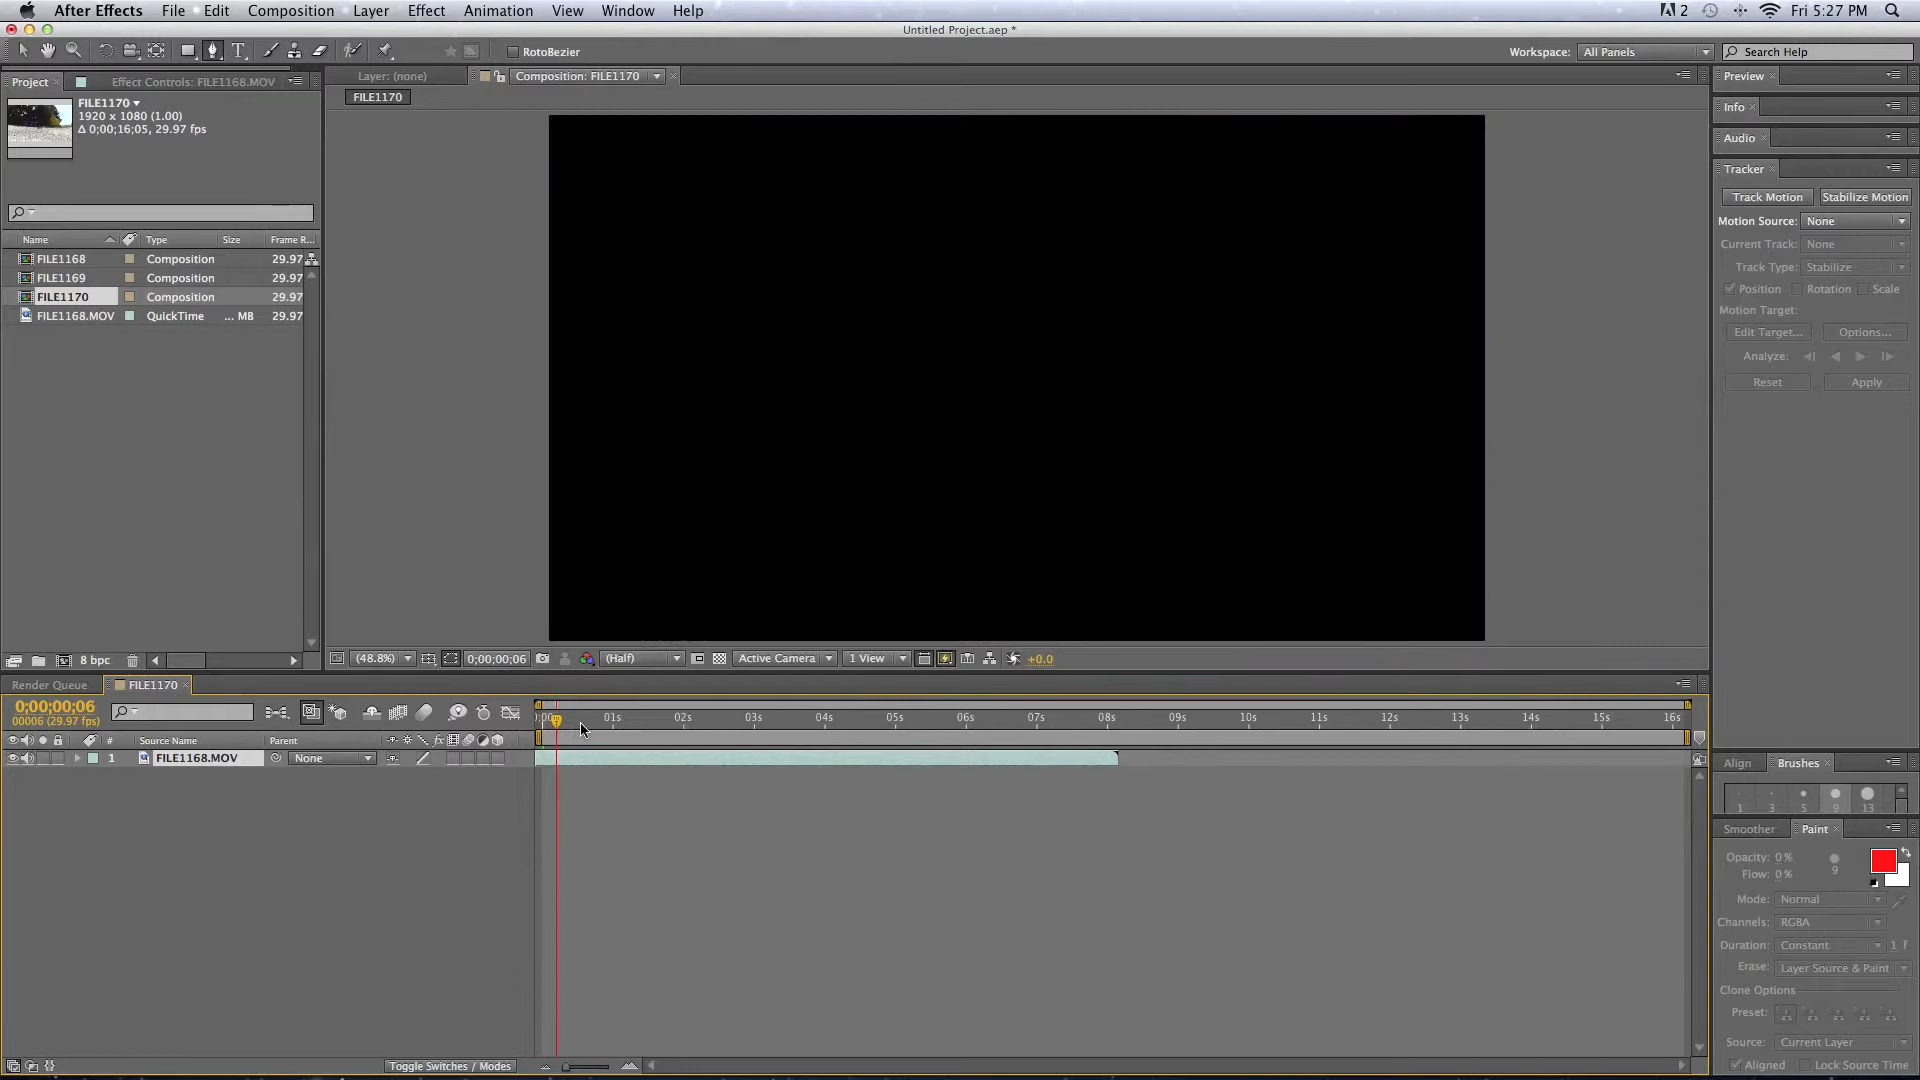 After Effects File Edit Composition Layer Effect Animation View Window Help 2 Fri 5:27 PM
Untitled Project.aep *
RotoBezier Workspace: All Panels Search Help
Project Effect Controls: FILE1168.MOV Layer: (none) Composition: FILE1170 Preview
FILE1170
FILE1170
1920 x 1080 (1.00)
Δ 0;00;16;05, 29.97 fps
Info
Audio
Tracker
Track Motion Stabilize Motion
Motion Source: None
Current Track: None
Track Type: Stabilize
Position Rotation Scale
Motion Target:
Edit Target... Options...
Analyze:
Reset Apply
Name Type Size Frame R...
FILE1168 Composition 29.97
FILE1169 Composition 29.97
FILE1170 Composition 29.97
FILE1168.MOV QuickTime ... MB 29.97
8 bpc
(48.8%) 0;00;00;06 (Half) Active Camera 1 View +0.0
Render Queue FILE1170
0;00;00;06
00006 (29.97 fps)
01s 02s 03s 04s 05s 06s 07s 08s 09s 10s 11s 12s 13s 14s 15s 16s
# Source Name Parent fx
1 FILE1168.MOV None
Toggle Switches / Modes
Align Brushes
1 3 5 9 13
Smoother Paint
Opacity: 0 %
Flow: 0 %
9
Mode: Normal
Channels: RGBA
Duration: Constant 1 f
Erase: Layer Source & Paint
Clone Options
Preset:
Source: Current Layer
Aligned Lock Source Time